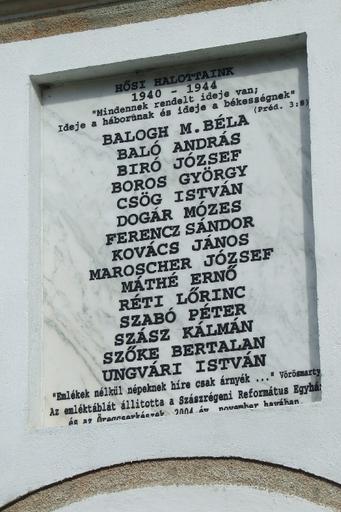 HŐSI HALOTTAINK
1940 - 1944
"Mindennek rendelt ideje van;
Ideje a háborúnak és ideje a békességnek"
(Préd. 3:8)
BALOGH M. BÉLA
BALÓ ANDRÁS
BIRÓ JÓZSEF
BOROS GYÖRGY
CSÖG ISTVÁN
DOGÁR MÓZES
FERENCZ SÁNDOR
KOVÁCS JÁNOS
MAROSCHER JÓZSEF
MÁTHÉ ERNŐ
RÉTI LŐRINC
SZABÓ PÉTER
SZÁSZ KÁLMÁN
SZŐKE BERTALAN
UNGVÁRI ISTVÁN
"Emlékek nélkül népeknek híre csak árnyék ..." Vörösmarty
Az emléktáblát állította a Szászrégeni Református Egyház
és az Öregcserkészek, 2004 év, november havában.